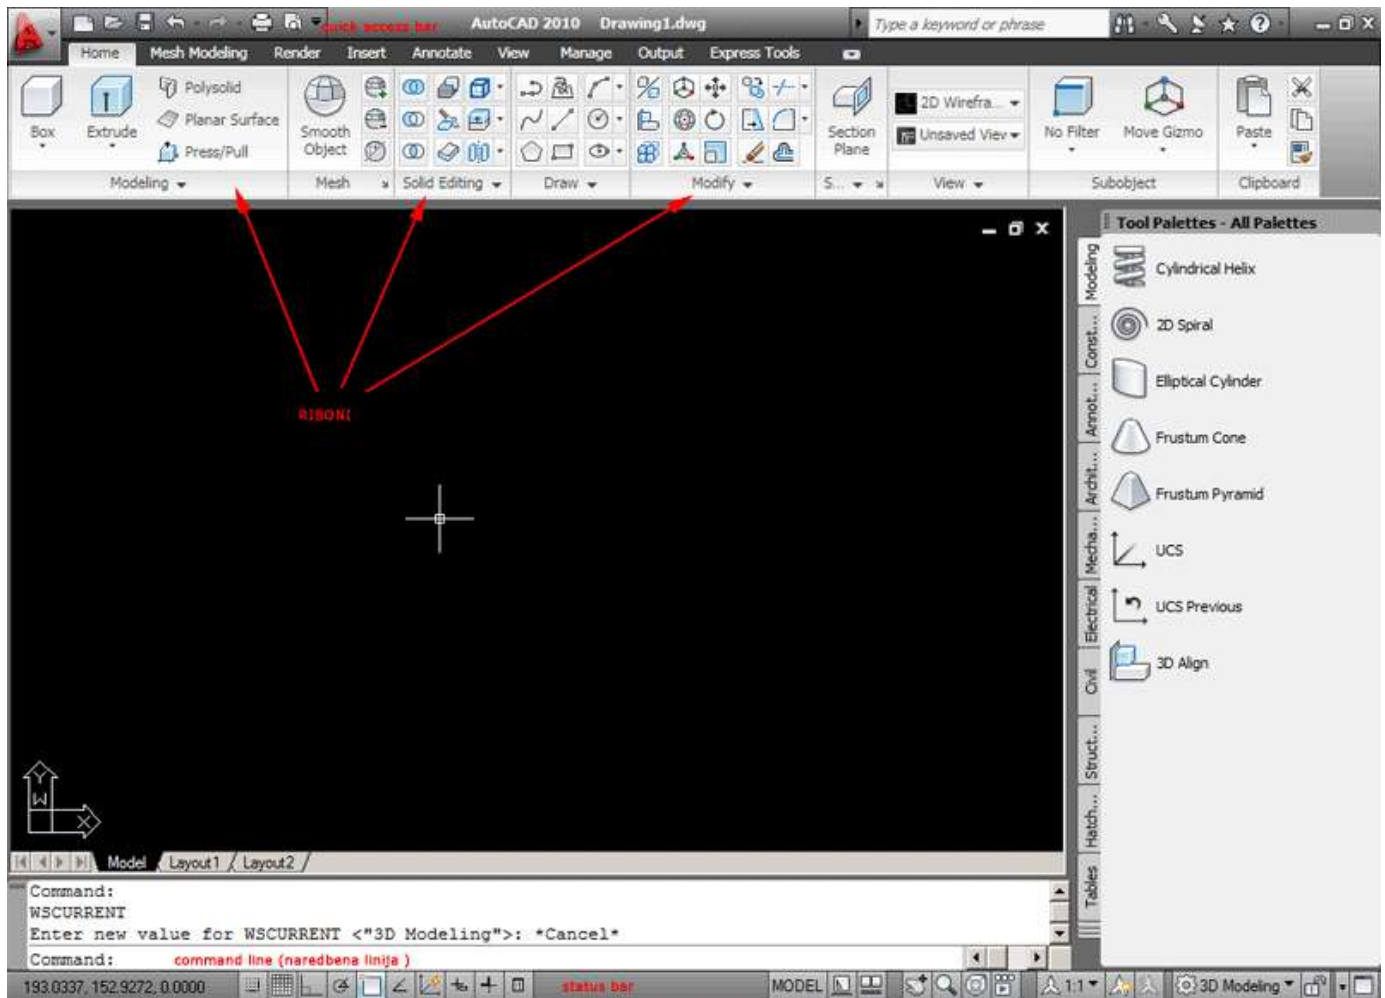 quick access bar
AutoCAD 2010 Drawing1.dwg
Type a keyword or phrase
Home Mesh Modeling Render Insert Annotate View Manage Output Express Tools
Box
Extrude
Polysolid
Planar Surface
Press/Pull
Smooth Object
Section Plane
2D Wirefra...
Unsaved View
No Filter
Move Gizmo
Paste
Modeling
Mesh
Solid Editing
Draw
Modify
S...
View
Subobject
Clipboard
RIBONI
Y
W
X
Tool Palettes - All Palettes
Modeling
Const...
Annot...
Archit...
Mecha...
Electrical
Civil
Struct...
Hatch...
Tables
Cylindrical Helix
2D Spiral
Elliptical Cylinder
Frustum Cone
Frustum Pyramid
UCS
UCS Previous
3D Align
Model Layout1 Layout2
Command:
WSCURRENT
Enter new value for WSCURRENT <"3D Modeling">: *Cancel*
Command: command line (naredbena linija )
193.0337, 152.9272, 0.0000
status bar
MODEL
1:1
3D Modeling